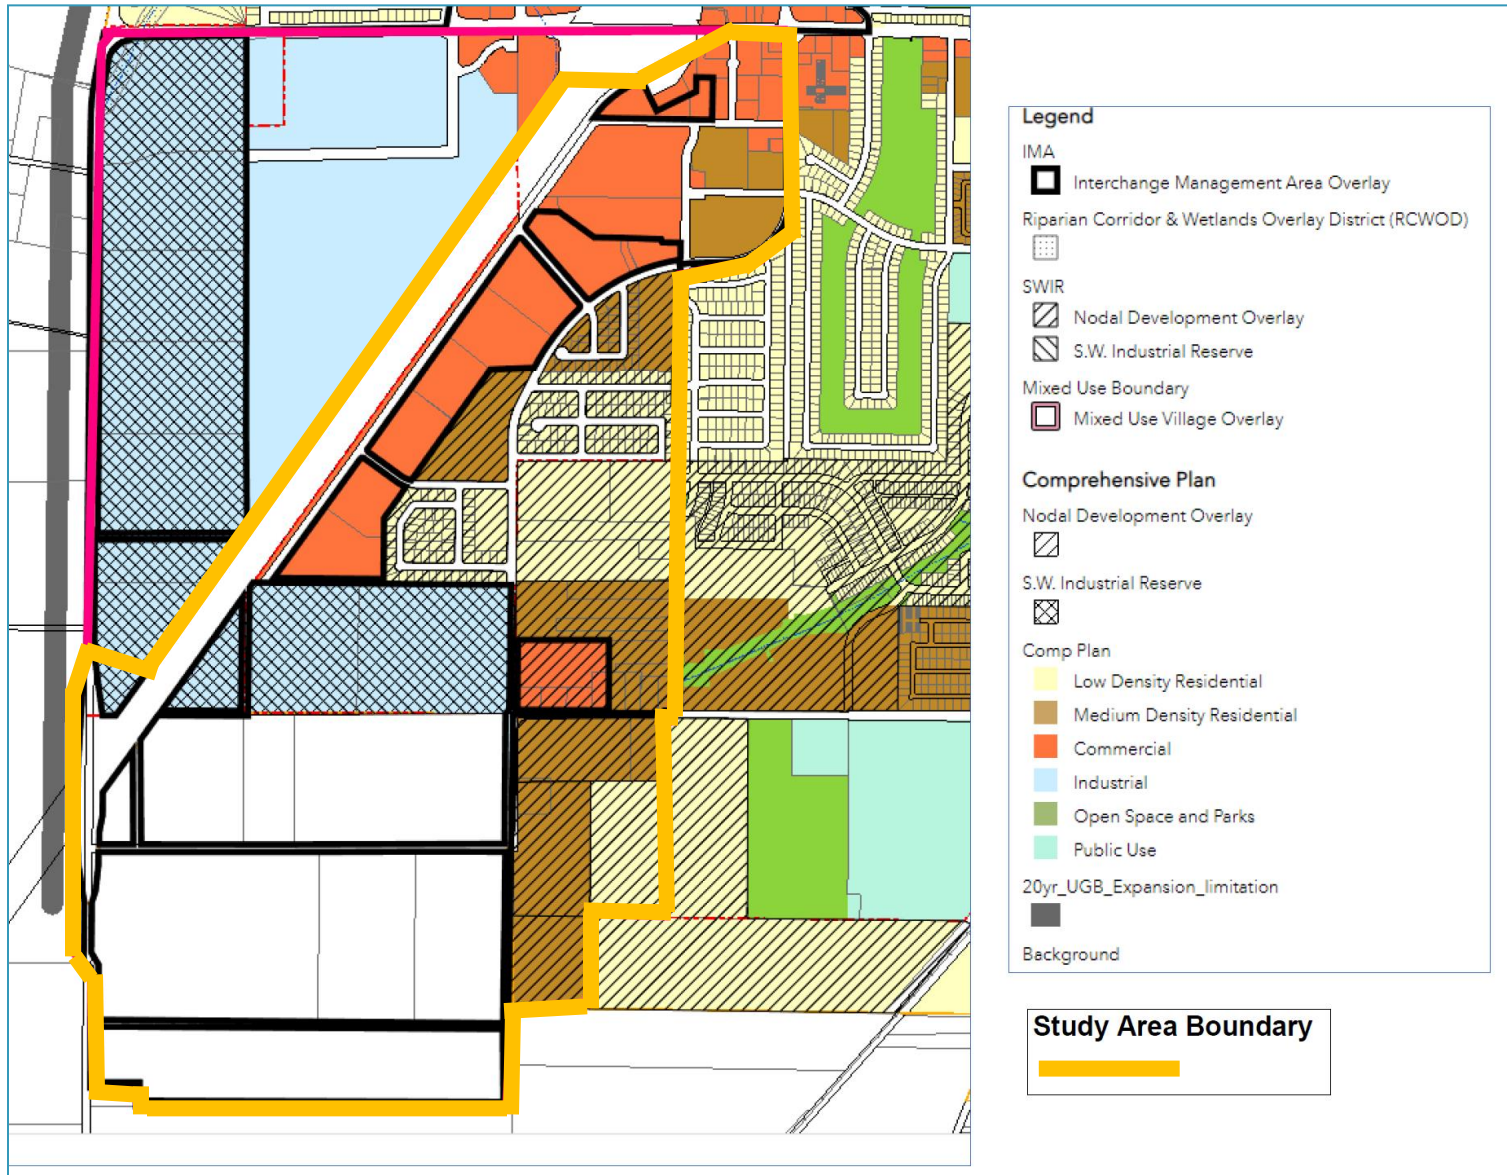 Legend
IMA
Interchange Management Area Overlay
Riparian Corridor & Wetlands Overlay District (RCWOD)
SWIR
Nodal Development Overlay
S.W. Industrial Reserve
Mixed Use Boundary
Mixed Use Village Overlay
Comprehensive Plan
Nodal Development Overlay
S.W. Industrial Reserve
Comp Plan
Low Density Residential
Medium Density Residential
Commercial
Industrial
Open Space and Parks
Public Use
20yr_UGB_Expansion_limitation
Background
Study Area Boundary